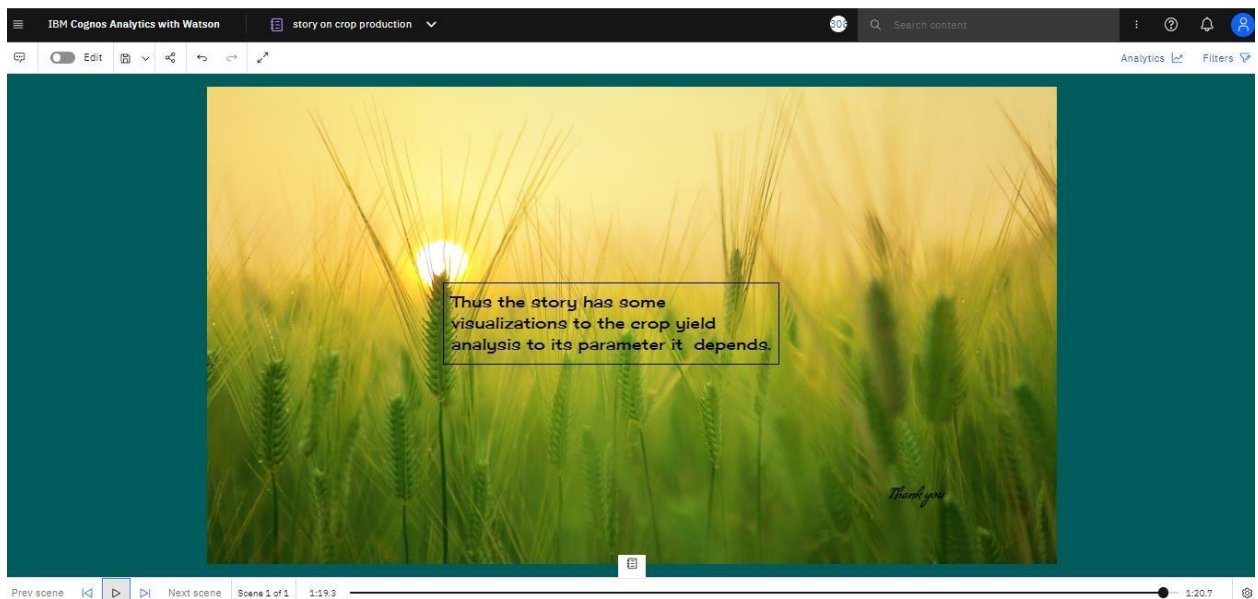 IBM Cognos Analytics with Watson
story on crop production
308
Search content
Edit
Analytics
Filters
Thus the story has some
visualizations to the crop yield
analysis to its parameter it depends.
Thank you
Prev scene
Next scene
Scene 1 of 1
1:19.3
1:20.7